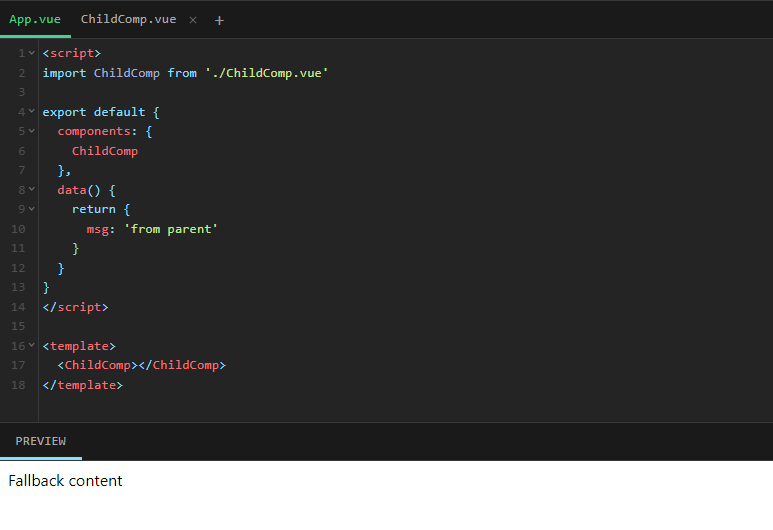 App.vue ChildComp.vue × +
1 <script>
2 import ChildComp from './ChildComp.vue'
3
4 export default {
5   components: {
6     ChildComp
7   },
8   data() {
9     return {
10       msg: 'from parent'
11     }
12   }
13 }
14 </script>
15
16 <template>
17   <ChildComp></ChildComp>
18 </template>
PREVIEW
Fallback content